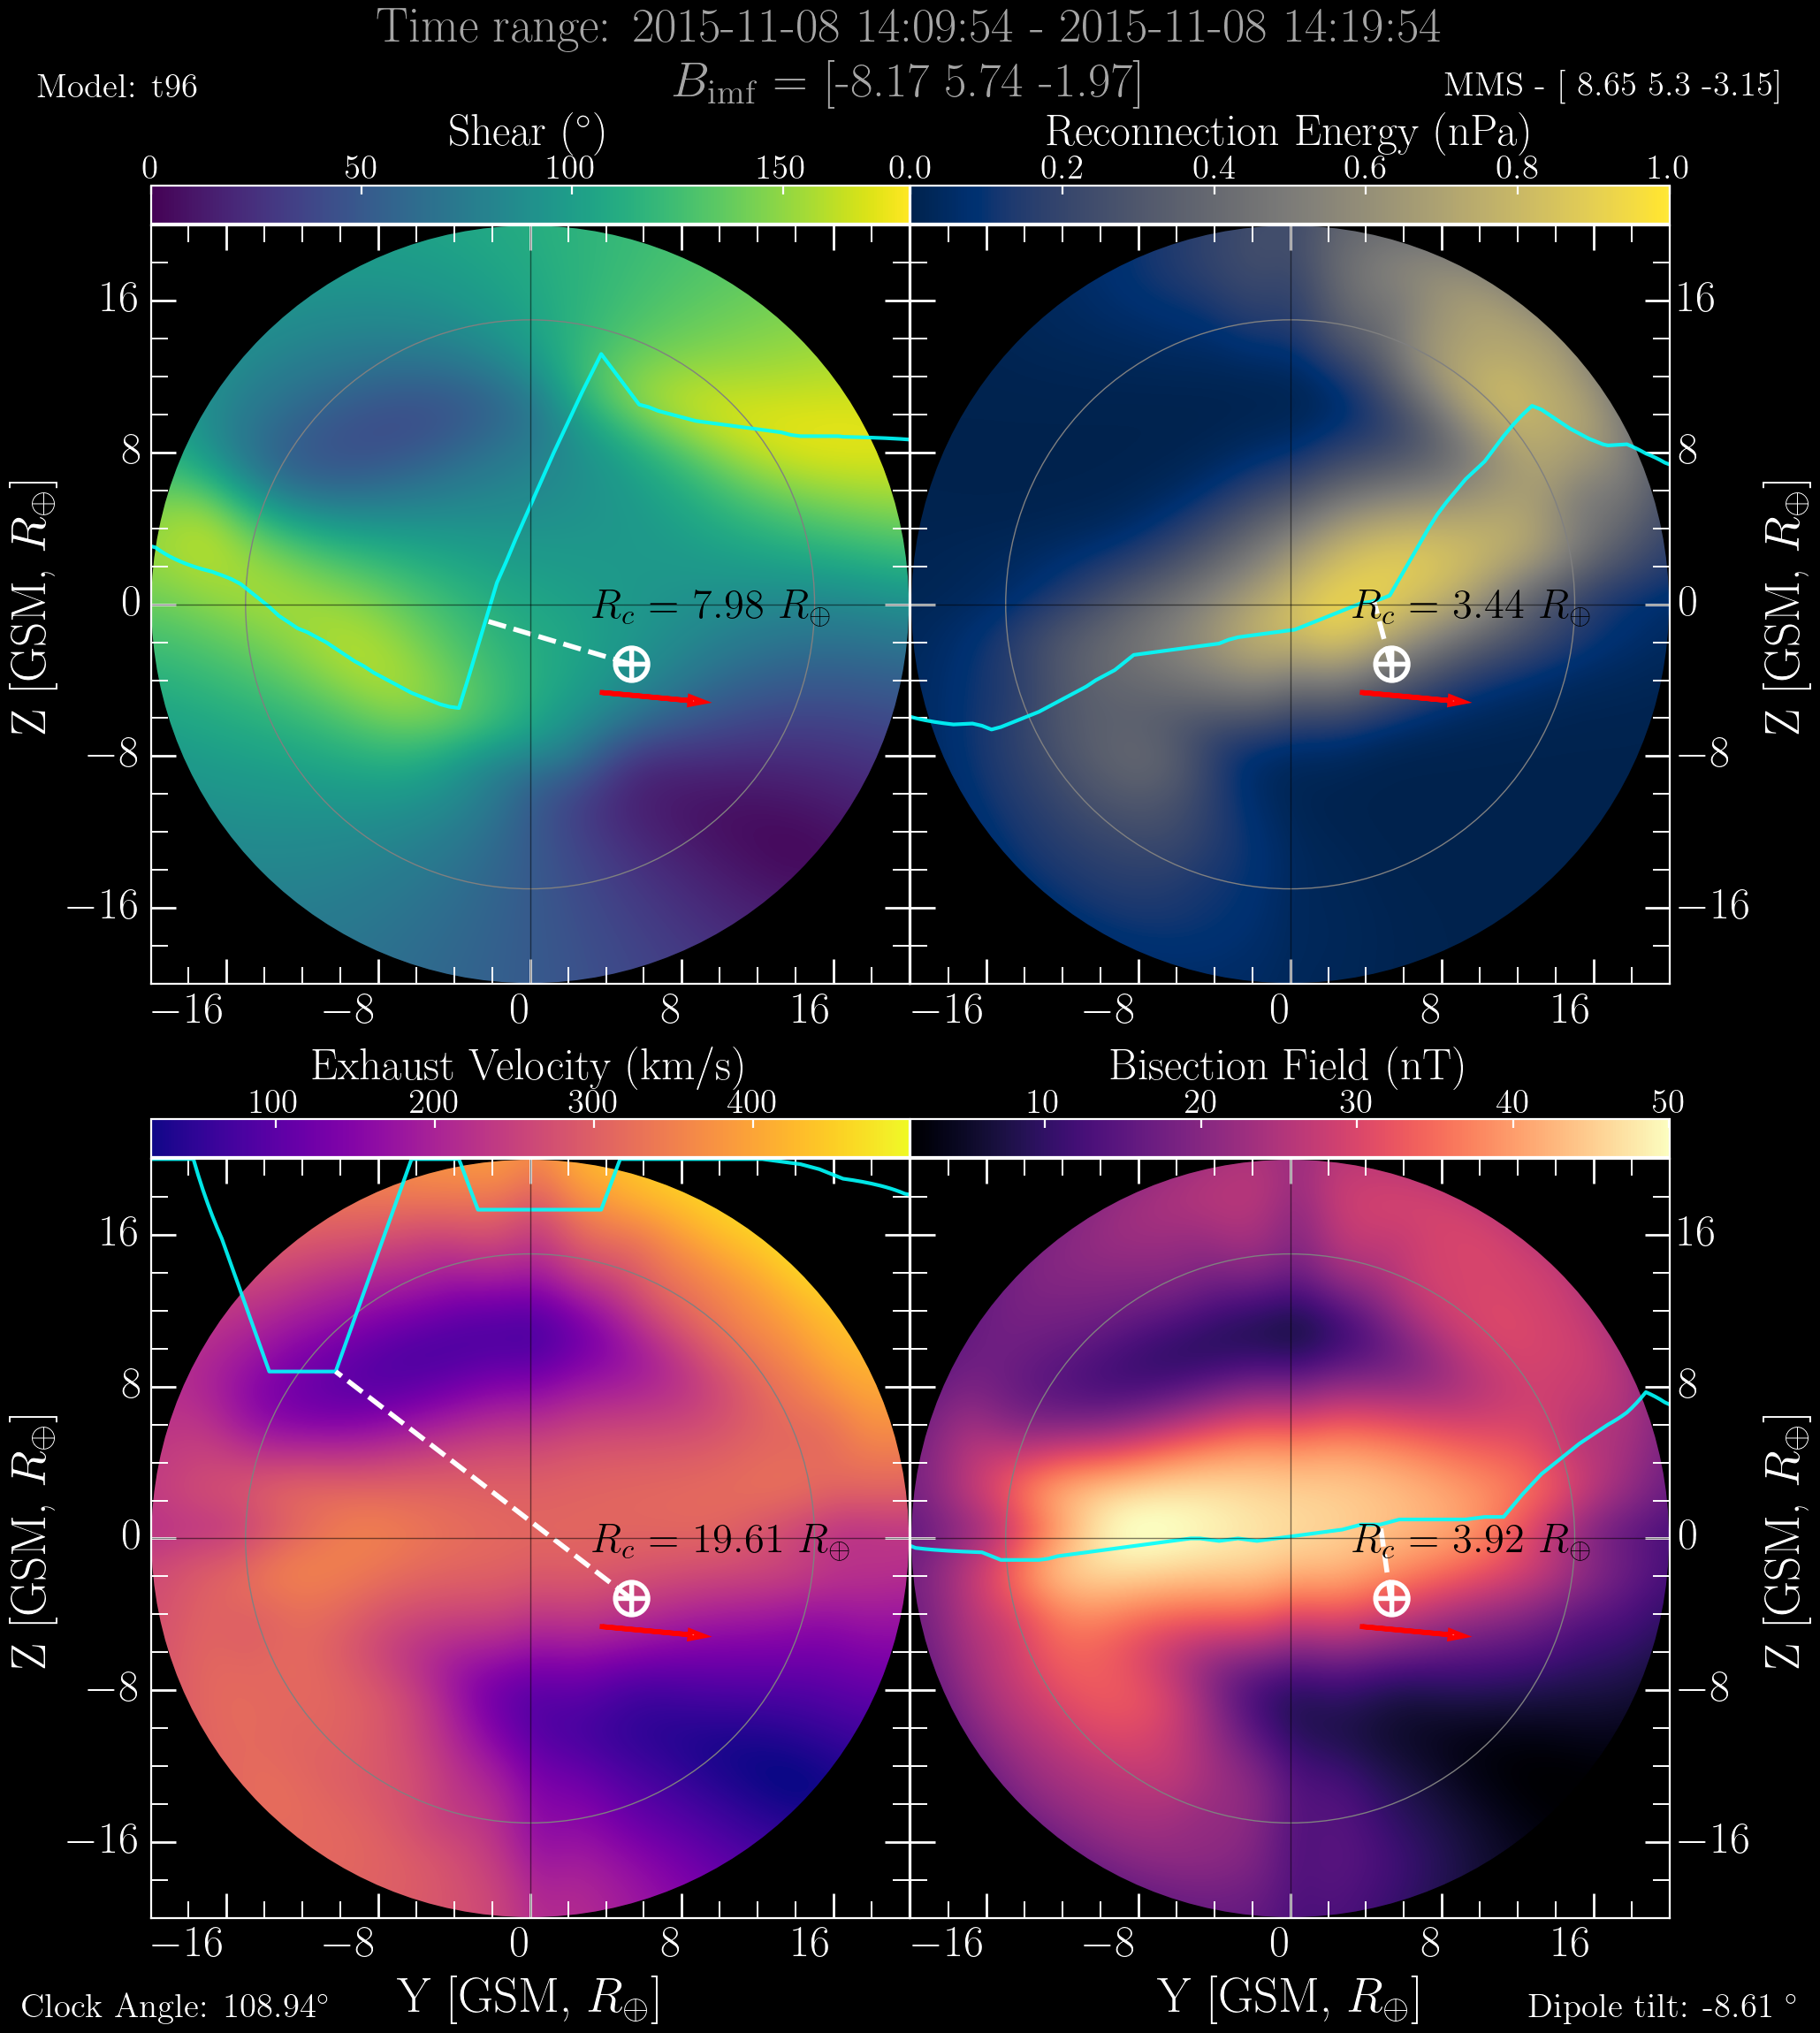 Time range: 2015-11-08 14:09:54 - 2015-11-08 14:19:54
Model: t96
B_imf = [-8.17 5.74 -1.97]
MMS - [ 8.65 5.3 -3.15]
Shear (°)
Reconnection Energy (nPa)
0 50 100 150
0.0 0.2 0.4 0.6 0.8 1.0
Z [GSM, R⊕]
16
8
0
−8
−16
R_c = 7.98 R⊕
R_c = 3.44 R⊕
16
8
0
−8
−16
Z [GSM, R⊕]
−16 −8 0 8 16
−16 −8 0 8 16
Exhaust Velocity (km/s)
Bisection Field (nT)
100 200 300 400
10 20 30 40 50
Z [GSM, R⊕]
16
8
0
−8
−16
R_c = 19.61 R⊕
R_c = 3.92 R⊕
16
8
0
−8
−16
Z [GSM, R⊕]
−16 −8 0 8 16
−16 −8 0 8 16
Y [GSM, R⊕]
Y [GSM, R⊕]
Clock Angle: 108.94°
Dipole tilt: -8.61 °